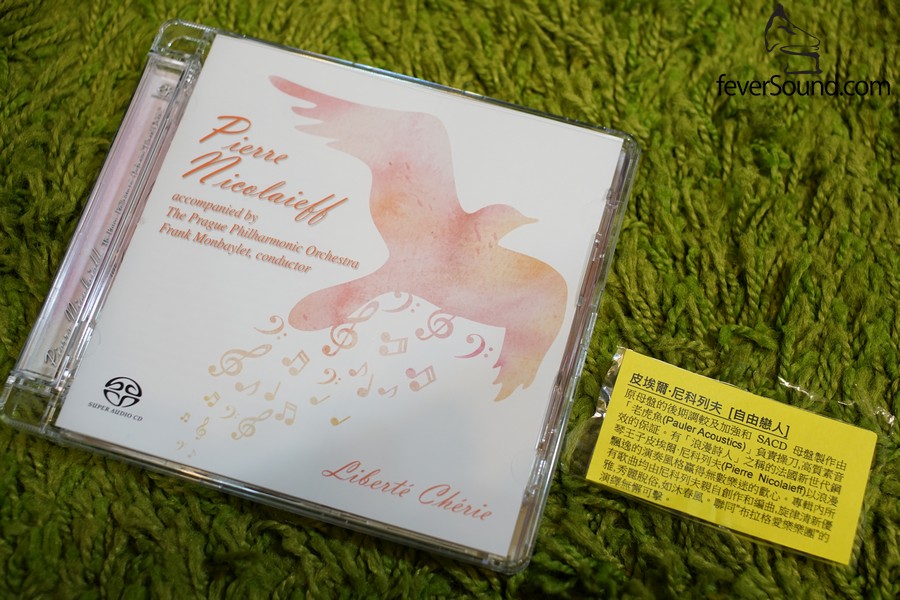 feverSound.com
Pierre
Nicolaieff
accompanied by
The Prague Philharmonic Orchestra
Frank Monbaylet, conductor
SUPER AUDIO CD
Liberté Chérie
皮埃爾·尼科列夫 [自由戀人]
原母盤的後期調較及加強和 SACD 母盤製作由
「老虎魚(Pauler Acoustics)」負責操刀,高質素音
效的保証。有「浪漫詩人」之稱的法國新世代鋼
琴王子皮埃爾·尼科列夫(Pierre Nicolaieff)以浪漫
飄逸的演奏風格贏得無數樂迷的歡心。專輯內所
有歌曲均由尼科列夫親自創作和編曲,旋律清新優
雅,秀麗脫俗,如沐春風。聯同"布拉格愛樂樂團"的
演繹無懈可擊。